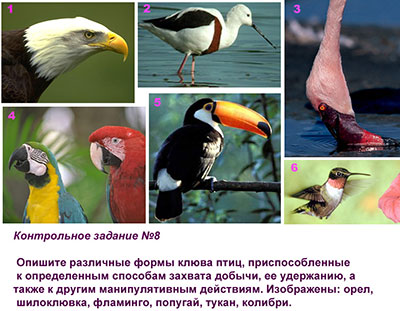 1
2
3
4
5
6
Контрольное задание №8
Опишите различные формы клюва птиц, приспособленные
к определенным способам захвата добычи, ее удержанию, а
также к другим манипулятивным действиям. Изображены: орел,
шилоклювка, фламинго, попугай, тукан, колибри.